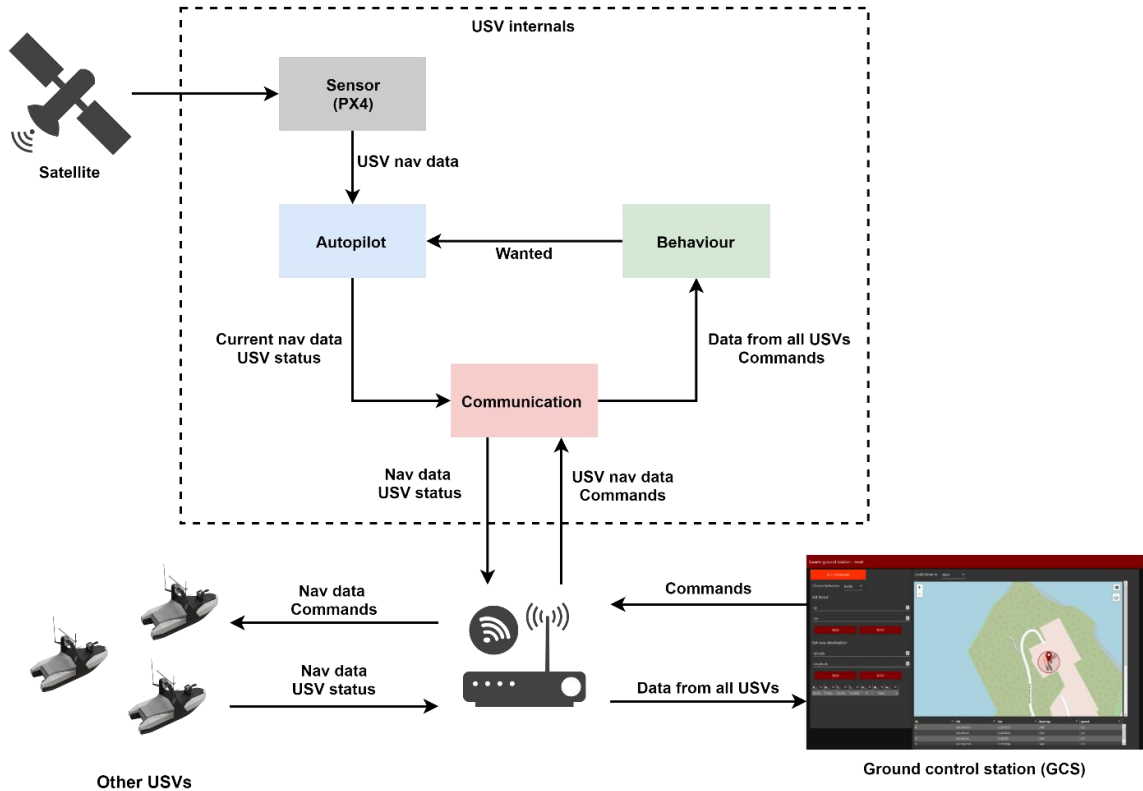 USV internals
Sensor
(PX4)
Satellite
USV nav data
Autopilot
Behaviour
Wanted
Current nav data
USV status
Data from all USVs
Commands
Communication
Nav data
USV status
USV nav data
Commands
Nav data
Commands
Commands
Nav data
USV status
Data from all USVs
Other USVs
Ground control station (GCS)